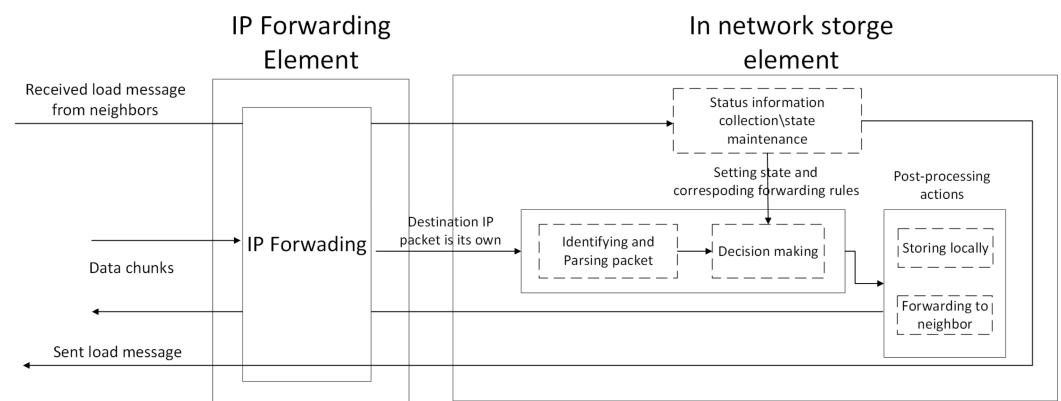 IP Forwarding
Element
In network storge
element
Received load message
from neighbors
Status information
collection\state
maintenance
Setting state and
correspoding forwarding rules
Post-processing
actions
Destination IP
packet is its own
IP Forwading
Identifying and
Parsing packet
Decision making
Storing locally
Data chunks
Forwarding to
neighbor
Sent load message